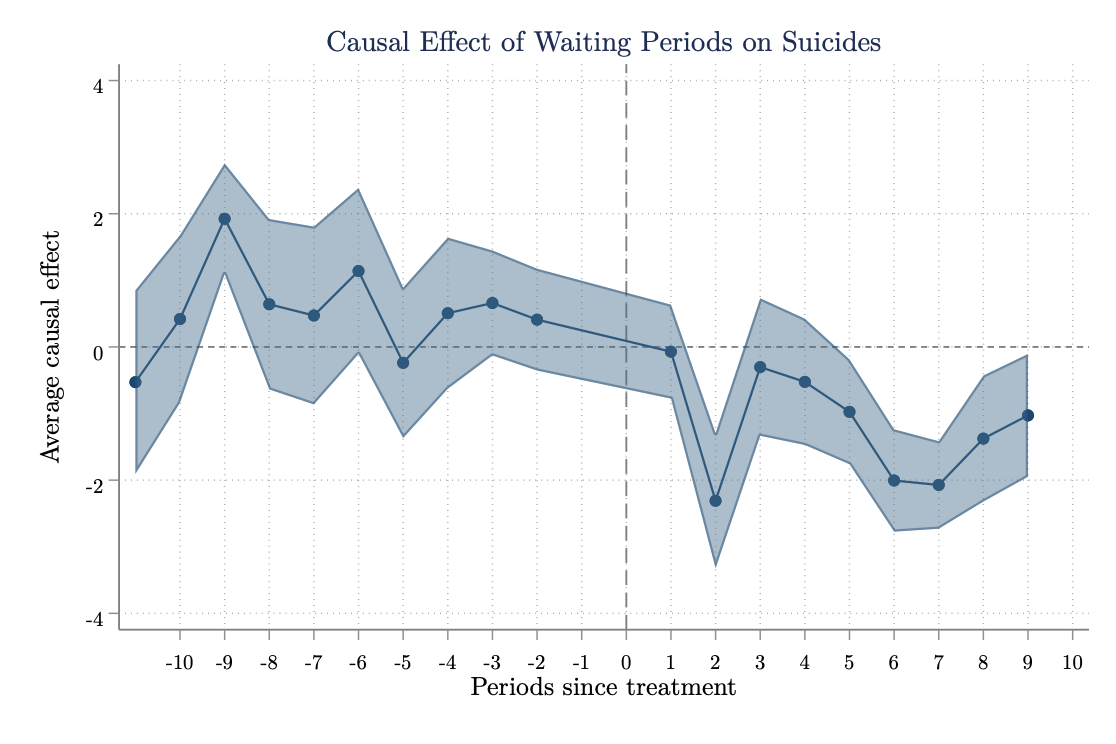 Causal Effect of Waiting Periods on Suicides
Average causal effect
4
2
0
-2
-4
-10 -9 -8 -7 -6 -5 -4 -3 -2 -1 0 1 2 3 4 5 6 7 8 9 10
Periods since treatment